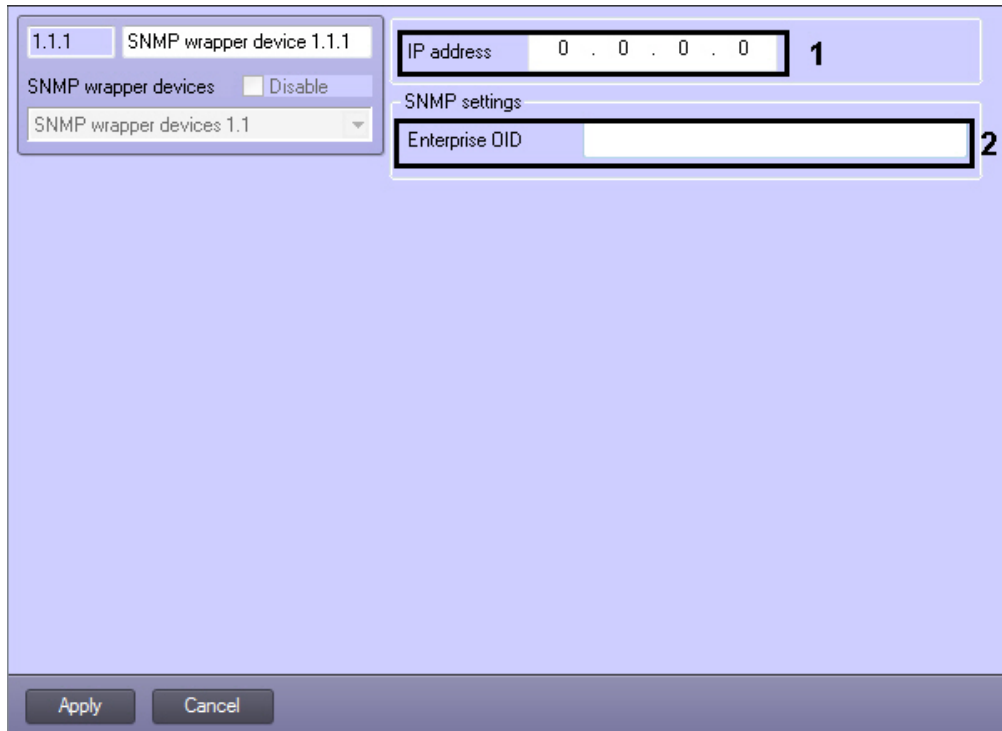 1.1.1 SNMP wrapper device 1.1.1
SNMP wrapper devices Disable
SNMP wrapper devices 1.1
IP address 0 . 0 . 0 . 0 1
SNMP settings
Enterprise OID 2
Apply Cancel